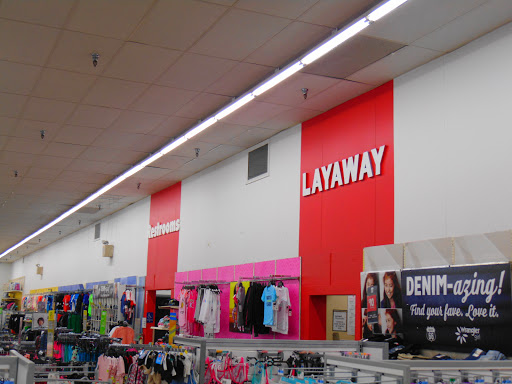 Restrooms
LAYAWAY
DENIM-azing!
Find your fave. Love it.
Wrangler